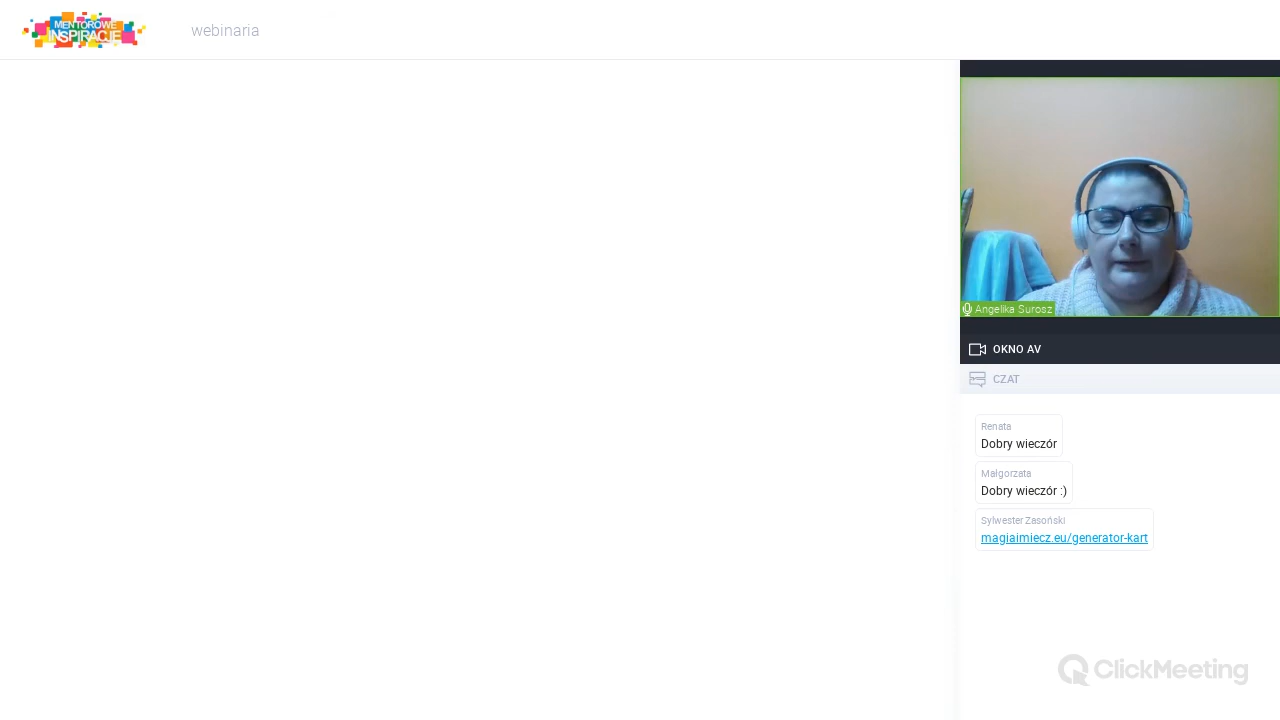 MENTOROWE
INSPIRACJE
webinaria
Angelika Surosz
OKNO AV
CZAT
Renata
Dobry wieczór
Małgorzata
Dobry wieczór :)
Sylwester Zasoński
magiaimiecz.eu/generator-kart
ClickMeeting